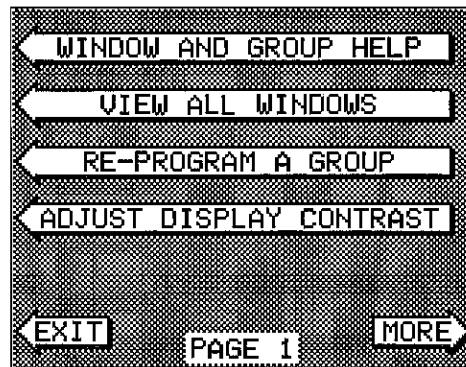 WINDOW AND GROUP HELP
VIEW ALL WINDOWS
RE-PROGRAM A GROUP
ADJUST DISPLAY CONTRAST
EXIT
PAGE 1
MORE